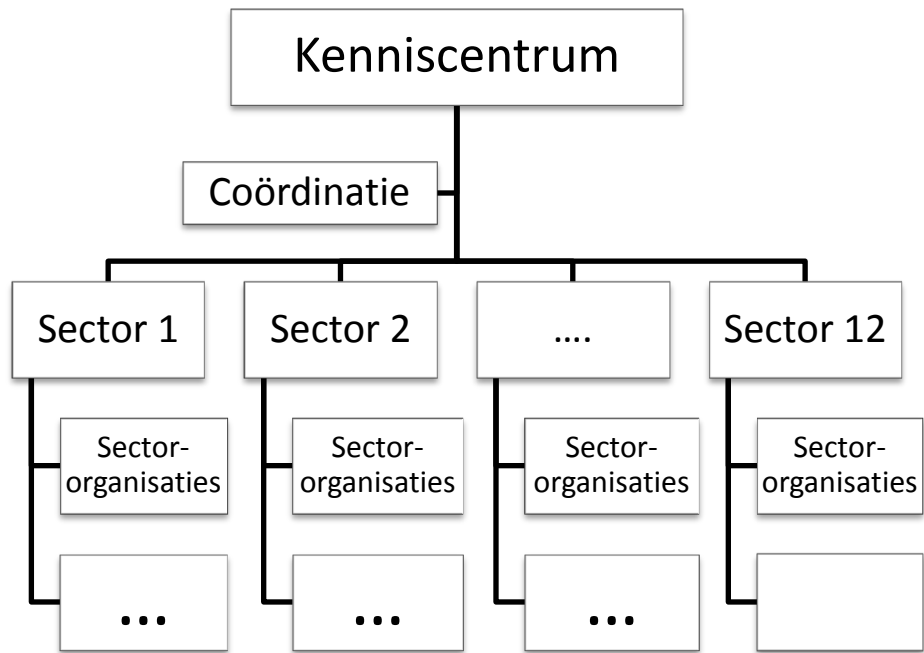 Kenniscentrum
Coördinatie
Sector 1
Sector 2
....
Sector 12
Sector-
organisaties
Sector-
organisaties
Sector-
organisaties
Sector-
organisaties
...
...
...